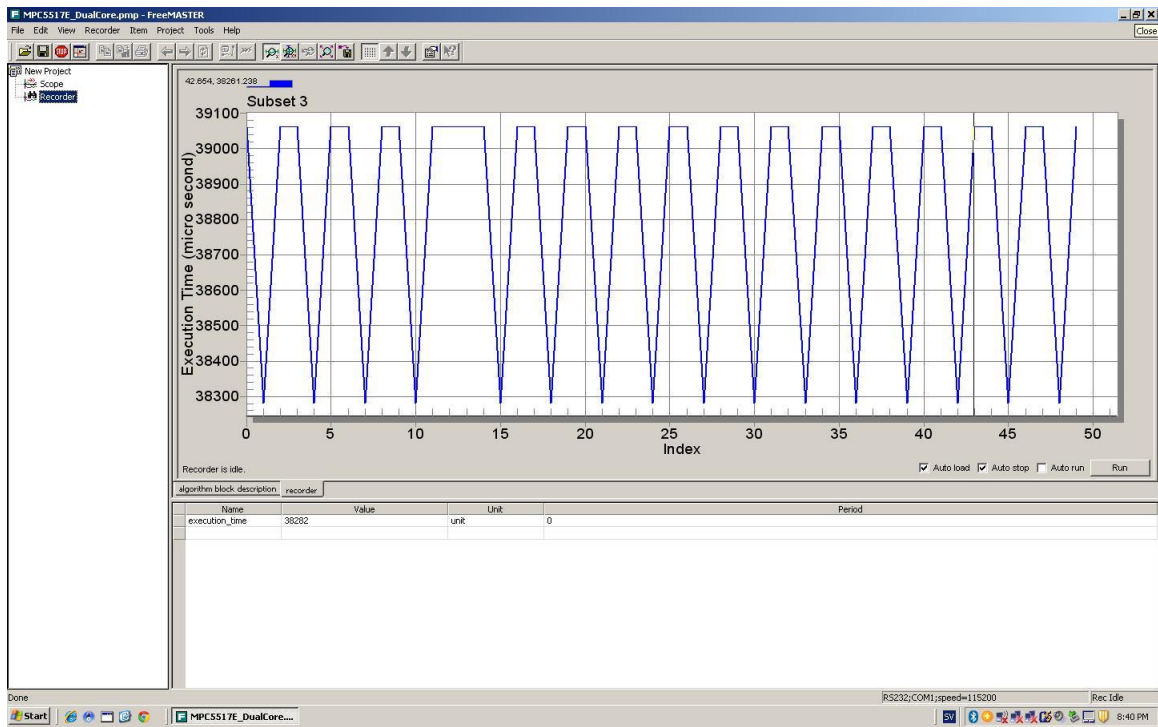 MPC5517E_DualCore.pmp - FreeMASTER
File Edit View Recorder Item Project Tools Help
Close
STOP
New Project
Scope
Recorder
42.654, 38261.238
Subset 3
39100
39000
38900
38800
38700
38600
38500
38400
38300
Execution Time (micro second)
0 5 10 15 20 25 30 35 40 45 50
Index
Recorder is idle.
Auto load Auto stop Auto run Run
algorithm block description recorder
Name Value Unit Period
execution_time 38282 unit 0
Done RS232;COM1;speed=115200 Rec Idle
Start MPC5517E_DualCore.... SV 8:40 PM